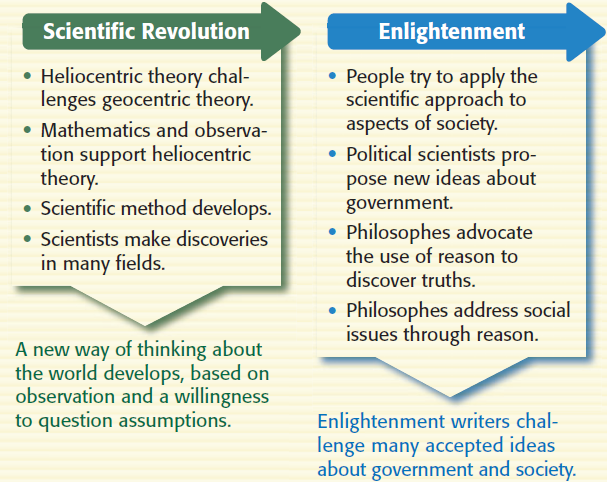 Scientific Revolution
• Heliocentric theory chal-
lenges geocentric theory.
• Mathematics and observa-
tion support heliocentric
theory.
• Scientific method develops.
• Scientists make discoveries
in many fields.
A new way of thinking about
the world develops, based on
observation and a willingness
to question assumptions.
Enlightenment
• People try to apply the
scientific approach to
aspects of society.
• Political scientists pro-
pose new ideas about
government.
• Philosophes advocate
the use of reason to
discover truths.
• Philosophes address social
issues through reason.
Enlightenment writers chal-
lenge many accepted ideas
about government and society.